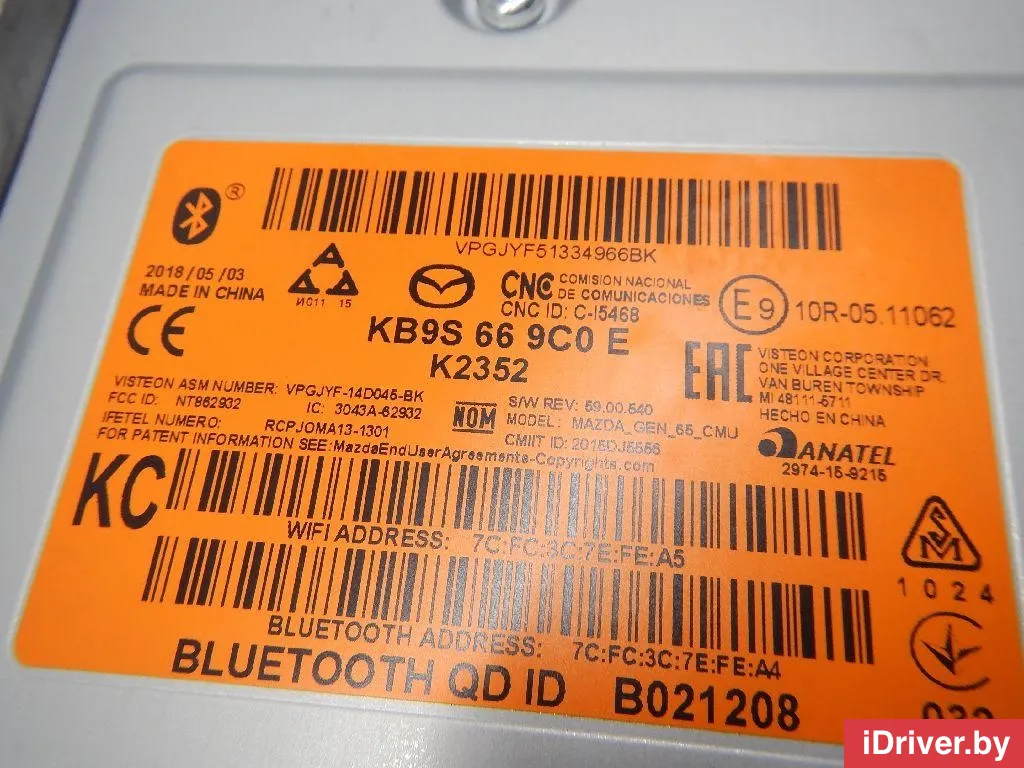 ®
VPGJYF51334966BK
2018/05/03
MADE IN CHINA
И011 15
CNC COMISION NACIONAL
DE COMUNICACIONES
CNC ID: C-I5468
E9 10R-05.11062
CE
KB9S 66 9C0 E
K2352
EAC
VISTEON CORPORATION
ONE VILLAGE CENTER DR.
VAN BUREN TOWNSHIP
MI 48111-5711
HECHO EN CHINA
VISTEON ASM NUMBER: VPGJYF-14D045-BK
FCC ID: NT862932
IC: 3043A-62932
IFETEL NUMERO: RCPJOMA13-1301
FOR PATENT INFORMATION SEE:MazdaEndUserAgreements-Copyrights.com
NOM
S/W REV: 59.00.540
MODEL: MAZDA_GEN_65_CMU
CMIIT ID: 2015DJ5556
ANATEL
2974-15-9215
KC
WIFI ADDRESS: 7C:FC:3C:7E:FE:A5
SM
1024
BLUETOOTH ADDRESS: 7C:FC:3C:7E:FE:A4
BLUETOOTH QD ID B021208
iDriver.by